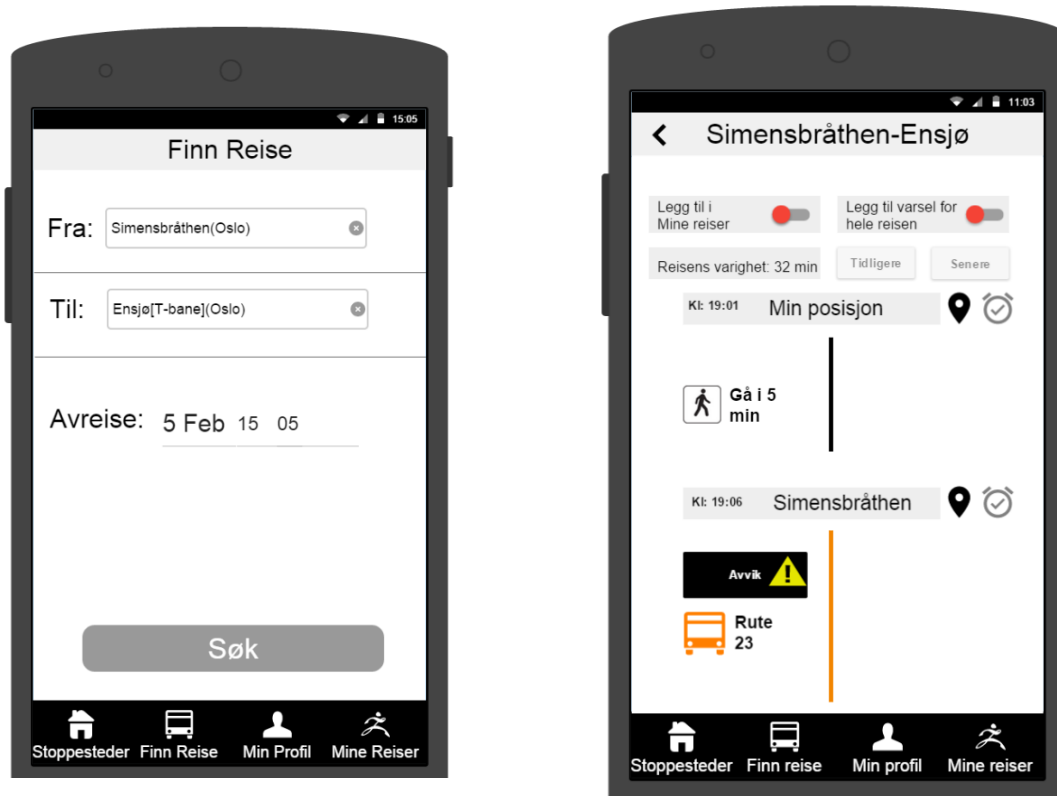 15:05
Finn Reise
Fra:
Simensbråthen(Oslo)
Til:
Ensjø[T-bane](Oslo)
Avreise:
5 Feb 15 05
Søk
Stoppesteder
Finn Reise
Min Profil
Mine Reiser
11:03
Simensbråthen-Ensjø
Legg til i
Mine reiser
Legg til varsel for
hele reisen
Reisens varighet: 32 min
Tidligere
Senere
Kl: 19:01
Min posisjon
Gå i 5
min
Kl: 19:06
Simensbråthen
Avvik
Rute
23
Stoppesteder
Finn reise
Min profil
Mine reiser